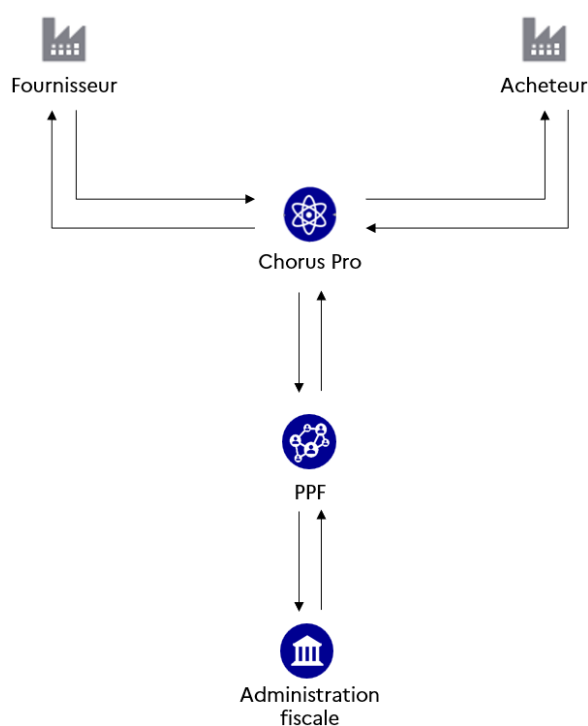 Fournisseur
Acheteur
Chorus Pro
PPF
Administration
fiscale